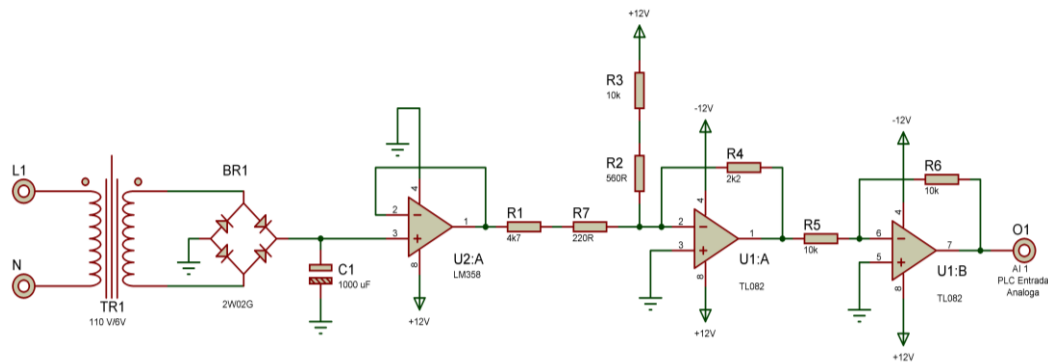 L1
N
TR1
110 V/6V
BR1
2W02G
C1
1000 uF
4
2
3
1
8
U2:A
LM358
+12V
R1
4k7
R7
220R
+12V
R3
10k
R2
560R
-12V
R4
2k2
4
2
3
1
8
U1:A
TL082
+12V
R5
10k
-12V
R6
10k
4
6
5
7
8
U1:B
TL082
+12V
O1
AI 1
PLC Entrada
Analoga